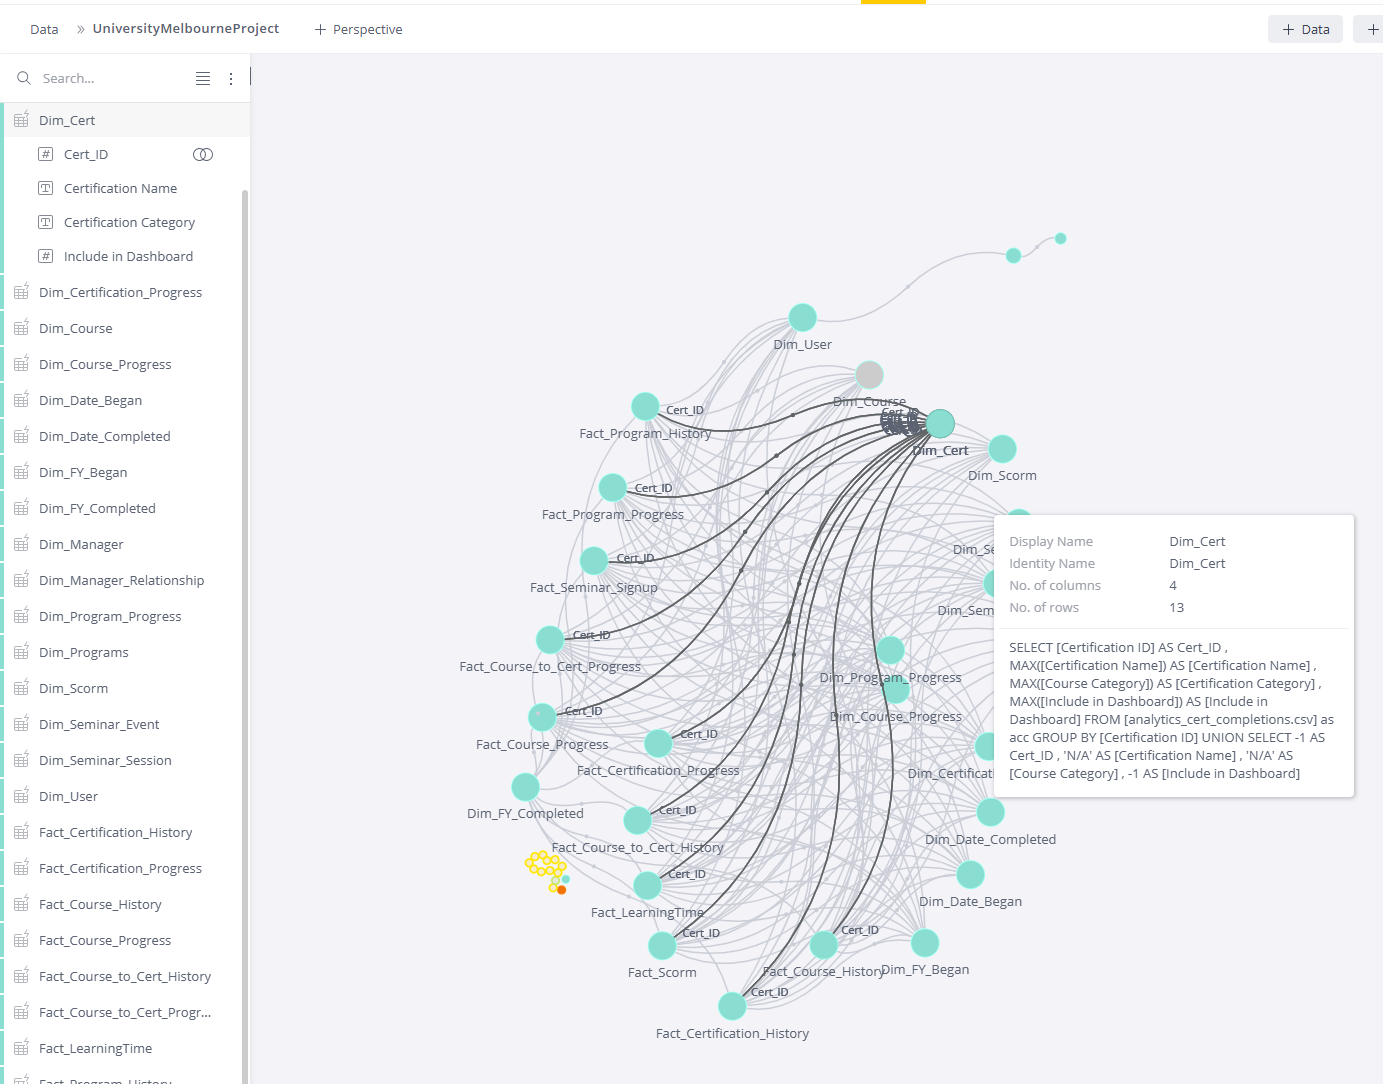 Data » UniversityMelbourneProject + Perspective + Data +
Search...
Dim_Cert
Cert_ID
Certification Name
Certification Category
Include in Dashboard
Dim_Certification_Progress
Dim_Course
Dim_Course_Progress
Dim_Date_Began
Dim_Date_Completed
Dim_FY_Began
Dim_FY_Completed
Dim_Manager
Dim_Manager_Relationship
Dim_Program_Progress
Dim_Programs
Dim_Scorm
Dim_Seminar_Event
Dim_Seminar_Session
Dim_User
Fact_Certification_History
Fact_Certification_Progress
Fact_Course_History
Fact_Course_Progress
Fact_Course_to_Cert_History
Fact_Course_to_Cert_Progr...
Fact_LearningTime
Fact_Program_History
Dim_User
Dim_Course
Cert_ID
Cert_ID
Fact_Program_History
Dim_Cert
Dim_Scorm
Cert_ID
Fact_Program_Progress
Dim_Se
Cert_ID
Fact_Seminar_Signup
Dim_Sem
Cert_ID
Fact_Course_to_Cert_Progress
Dim_Program_Progress
Cert_ID
Dim_Course_Progress
Fact_Course_Progress
Cert_ID
Fact_Certification_Progress
Dim_Certificat
Dim_FY_Completed
Cert_ID
Fact_Course_to_Cert_History
Dim_Date_Completed
Cert_ID
Fact_LearningTime
Dim_Date_Began
Cert_ID
Fact_Scorm
Cert_ID
Fact_Course_History
Dim_FY_Began
Cert_ID
Fact_Certification_History
Display Name Dim_Cert
Identity Name Dim_Cert
No. of columns 4
No. of rows 13
SELECT [Certification ID] AS Cert_ID ,
MAX([Certification Name]) AS [Certification Name] ,
MAX([Course Category]) AS [Certification Category] ,
MAX([Include in Dashboard]) AS [Include in
Dashboard] FROM [analytics_cert_completions.csv] as
acc GROUP BY [Certification ID] UNION SELECT -1 AS
Cert_ID , 'N/A' AS [Certification Name] , 'N/A' AS
[Course Category] , -1 AS [Include in Dashboard]